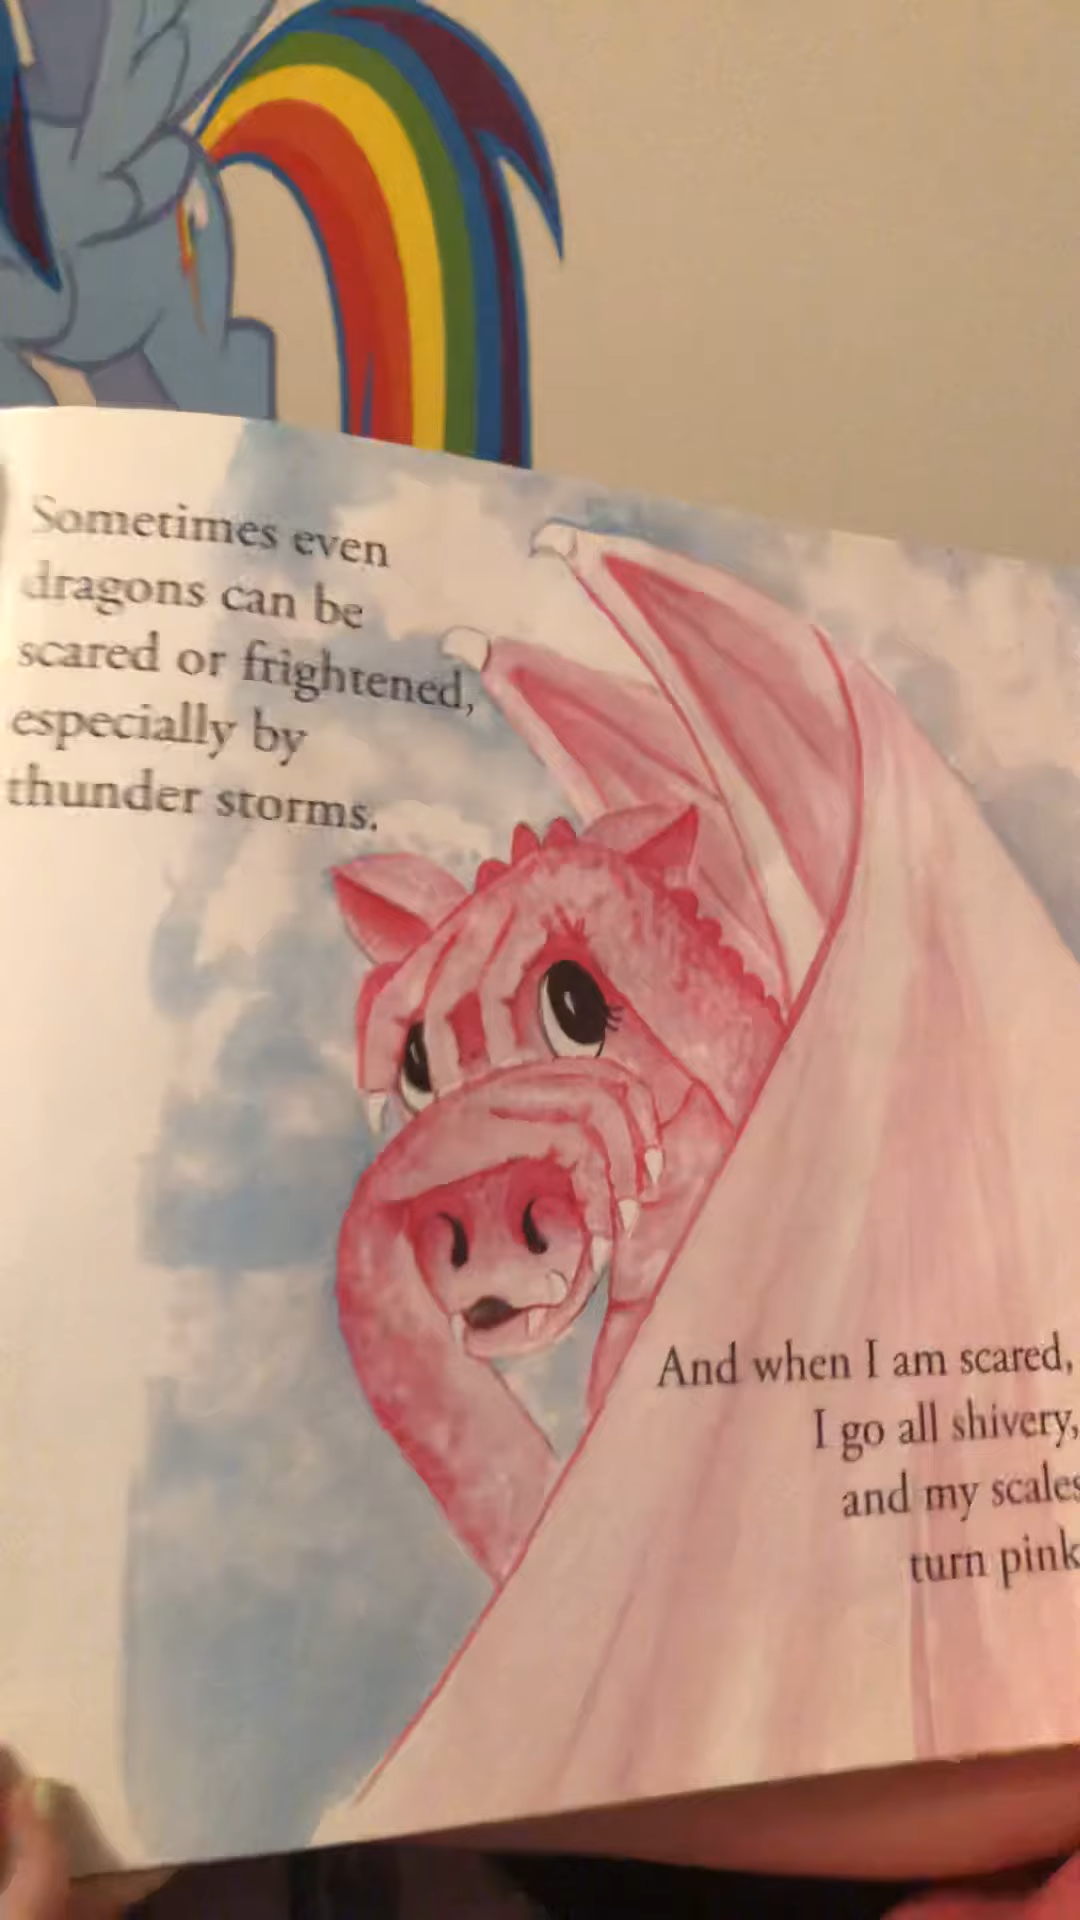 Sometimes even
dragons can be
scared or frightened,
especially by
thunder storms.
And when I am scared,
I go all shivery,
and my scales
turn pink